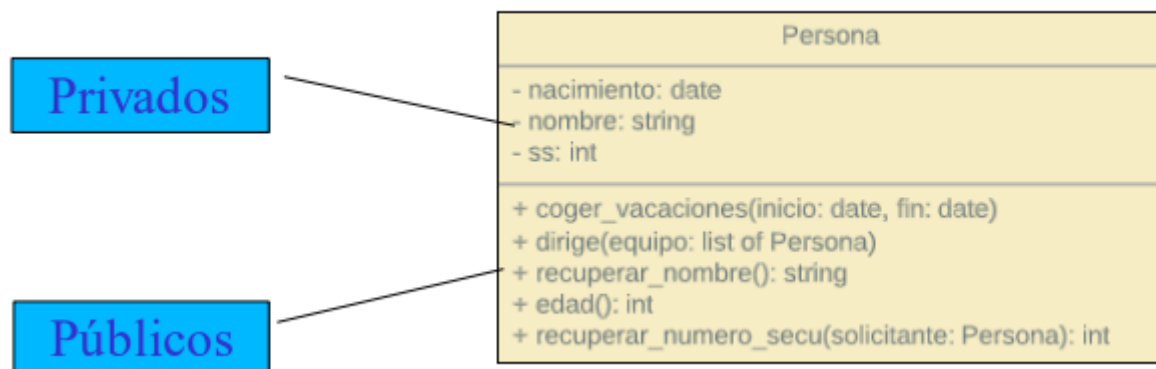 Persona
Privados
- nacimiento: date
- nombre: string
- ss: int
+ coger_vacaciones(inicio: date, fin: date)
+ dirige(equipo: list of Persona)
+ recuperar_nombre(): string
+ edad(): int
+ recuperar_numero_secu(solicitante: Persona): int
Públicos